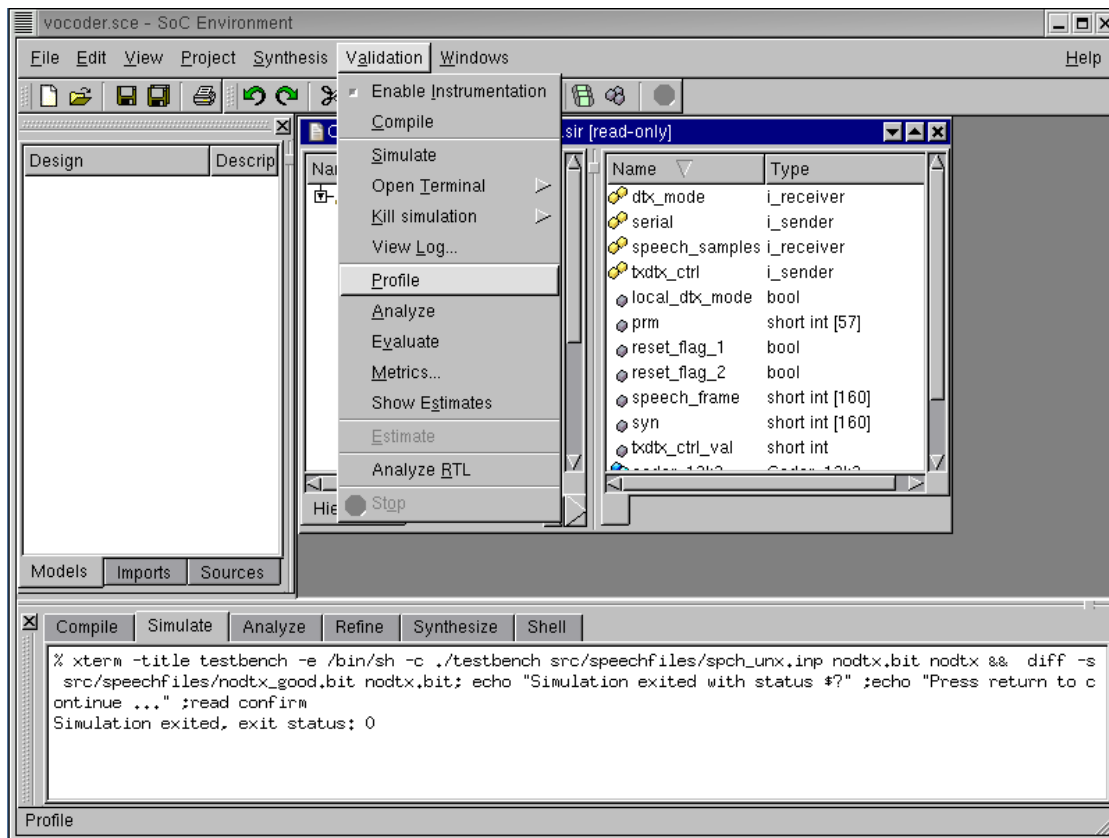 vocoder.sce - SoC Environment
File Edit View Project Synthesis Validation Windows Help
Enable Instrumentation
Compile
Simulate
Open Terminal
Kill simulation
View Log...
Profile
Analyze
Evaluate
Metrics...
Show Estimates
Estimate
Analyze RTL
Stop
Design Descrip
Models Imports Sources
.sir [read-only]
Name Type
dtx_mode i_receiver
serial i_sender
speech_samples i_receiver
txdtx_ctrl i_sender
local_dtx_mode bool
prm short int [57]
reset_flag_1 bool
reset_flag_2 bool
speech_frame short int [160]
syn short int [160]
txdtx_ctrl_val short int
Hie
Compile Simulate Analyze Refine Synthesize Shell
% xterm -title testbench -e /bin/sh -c ./testbench src/speechfiles/spch_unx.inp nodtx.bit nodtx && diff -s
src/speechfiles/nodtx_good.bit nodtx.bit; echo "Simulation exited with status $?" ;echo "Press return to c
ontinue ..." ;read confirm
Simulation exited, exit status: 0
Profile